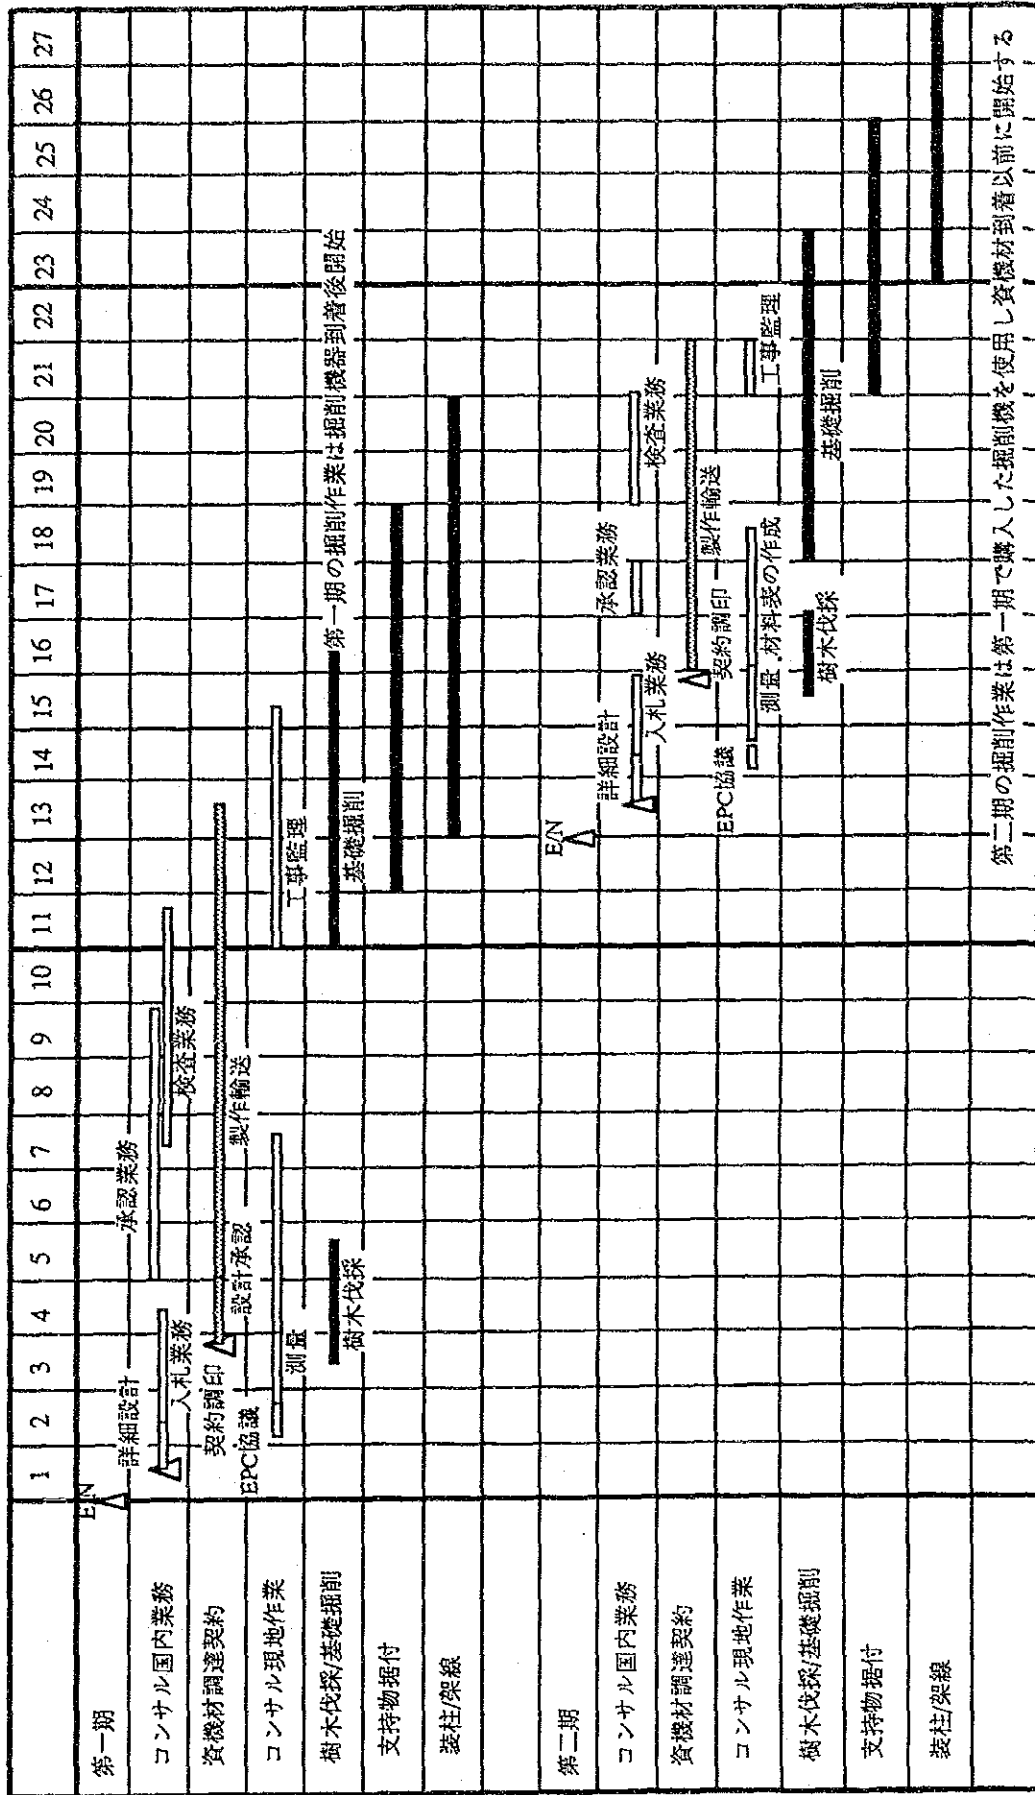 1 2 3 4 5 6 7 8 9 10 11 12 13 14 15 16 17 18 19 20 21 22 23 24 25 26 27
第一期
E/N
コンサル国内業務
詳細設計
入札業務
承認業務
検査業務
資機材調達契約
契約調印
設計承認
製作輸送
コンサル現地作業
EPC協議
測量
工事監理
樹木伐採/基礎掘削
樹木伐採
基礎掘削
第一期の掘削作業は掘削機器到着後開始
支持物据付
装柱/架線
第二期
E/N
コンサル国内業務
詳細設計
入札業務
承認業務
検査業務
資機材調達契約
契約調印
製作輸送
コンサル現地作業
EPC協議
測量.材料表の作成
工事監理
樹木伐採/基礎掘削
樹木伐採
基礎掘削
支持物据付
装柱/架線
第二期の掘削作業は第一期で購入した掘削機を使用し資機材到着以前に開始する